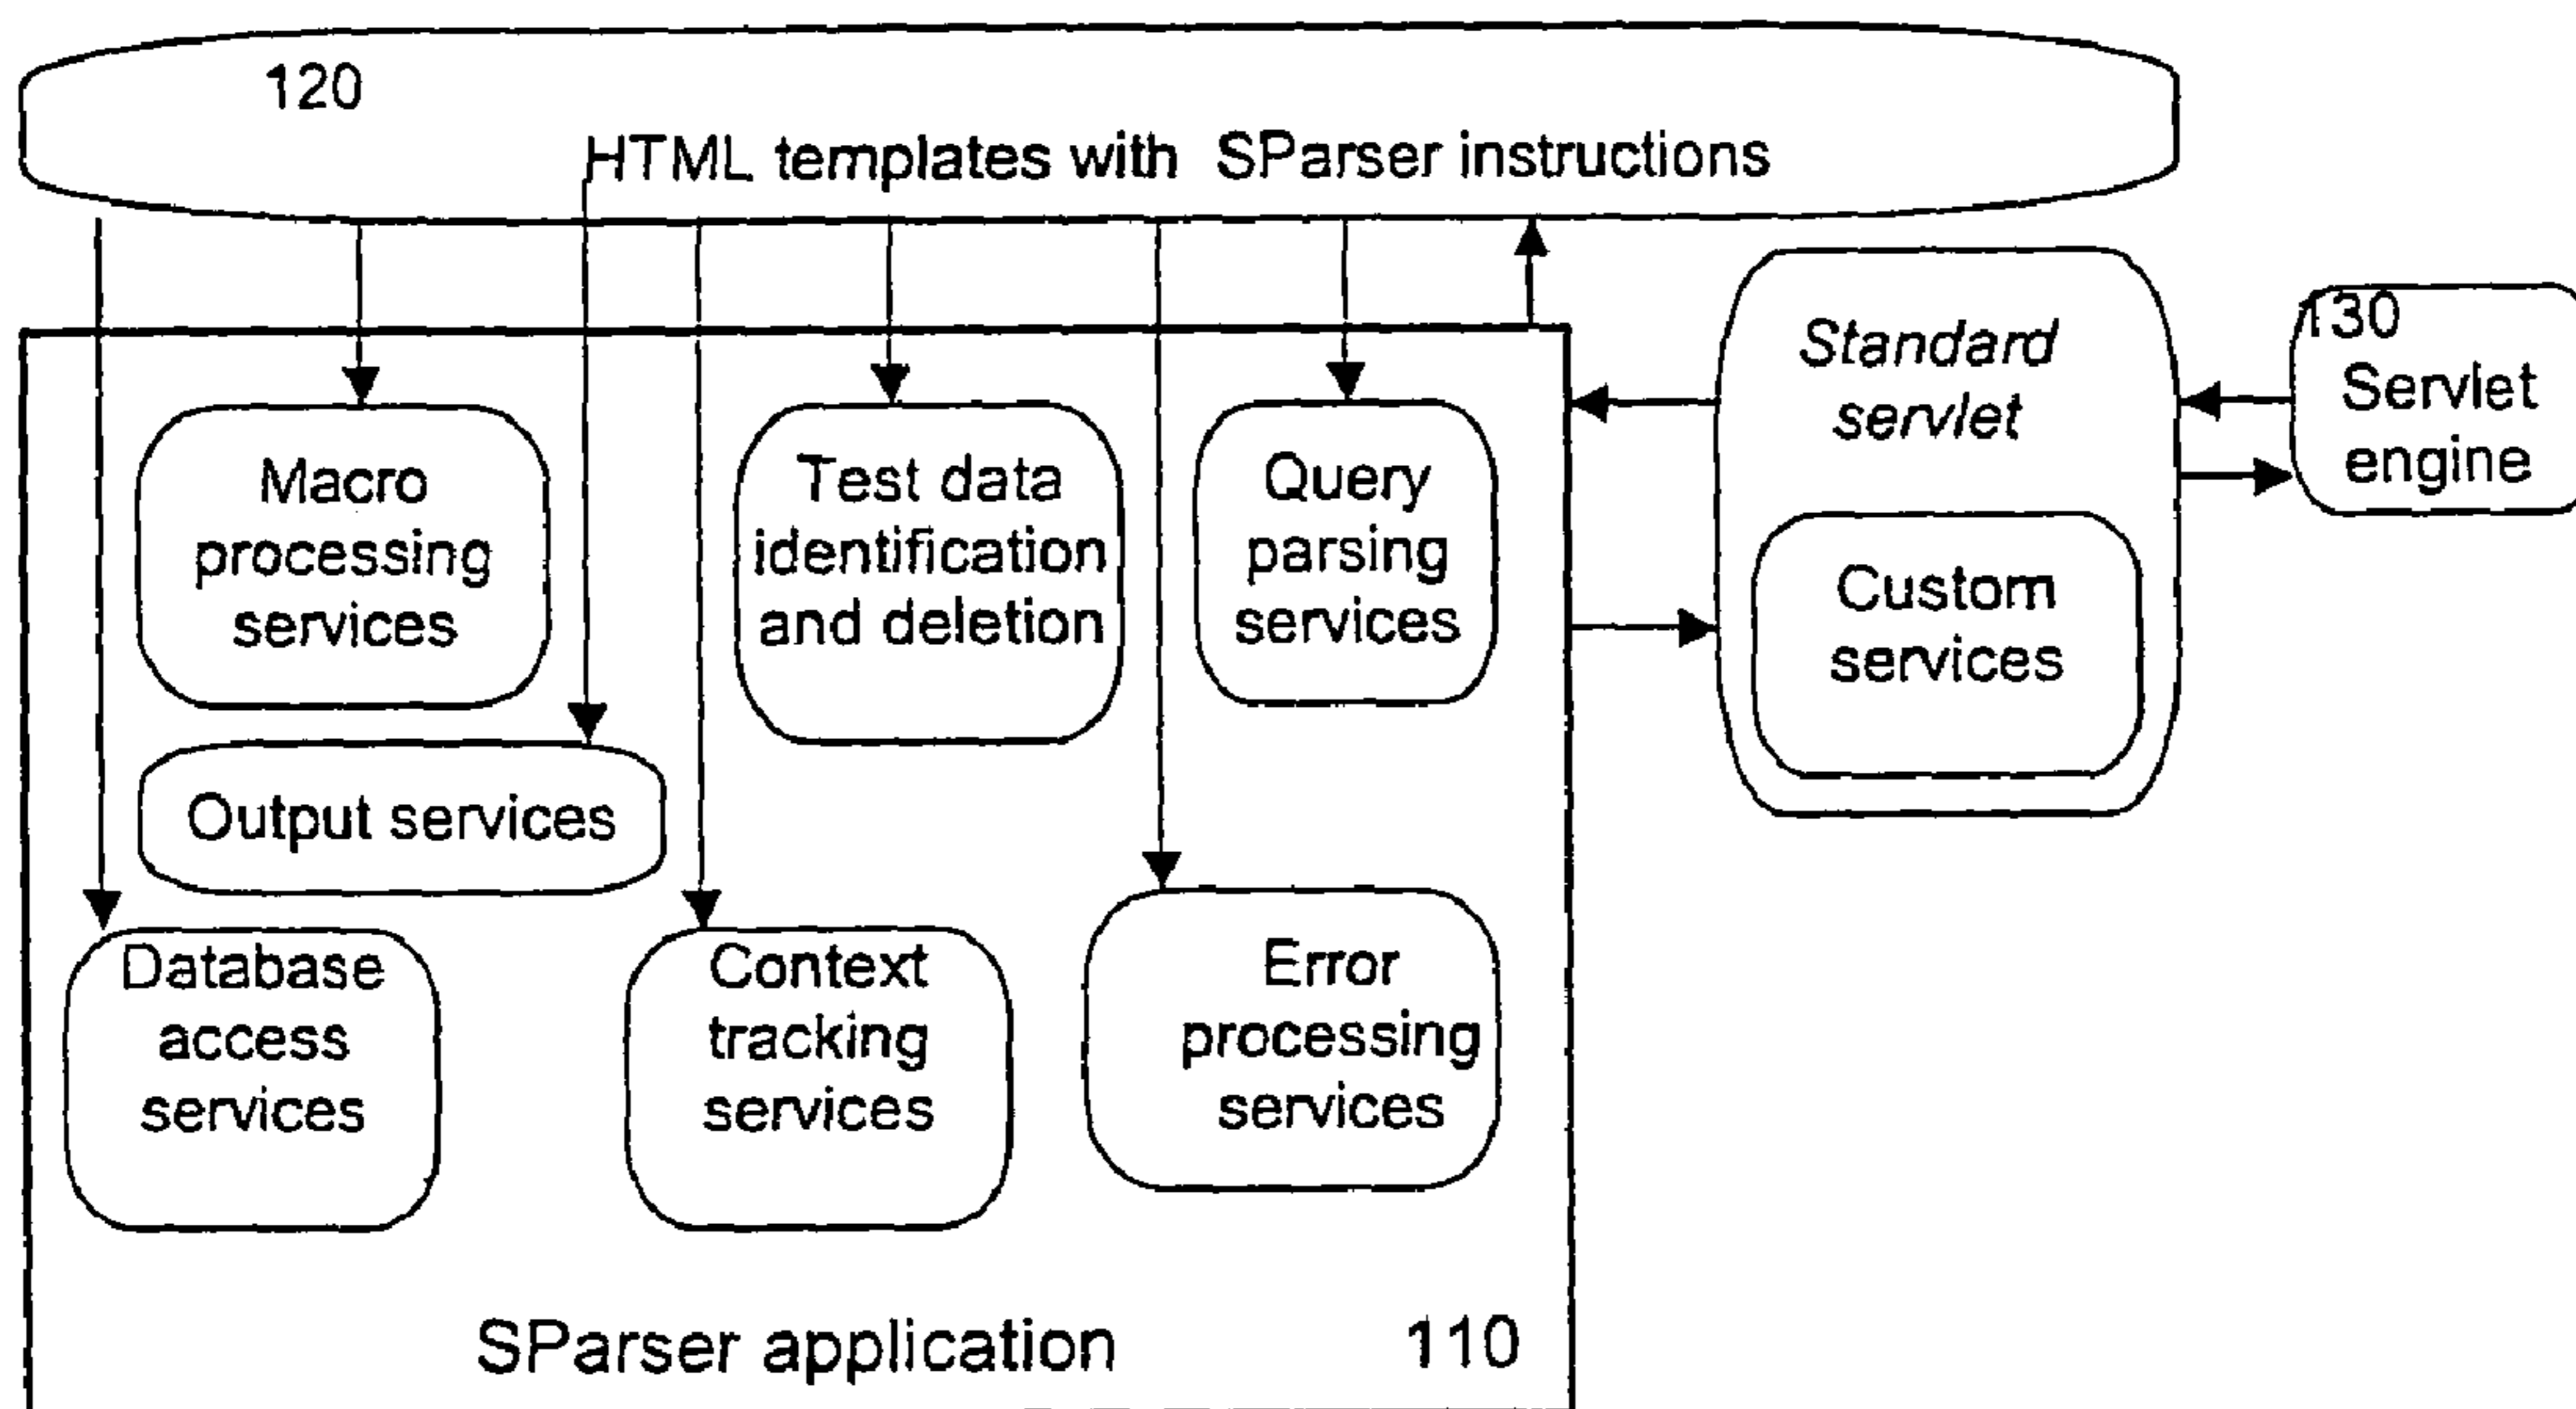 120
HTML templates with SParser instructions
130
Servlet
engine
Standard
servlet
Custom
services
Macro
processing
services
Test data
identification
and deletion
Query
parsing
services
Output services
Database
access
services
Context
tracking
services
Error
processing
services
SParser application 110